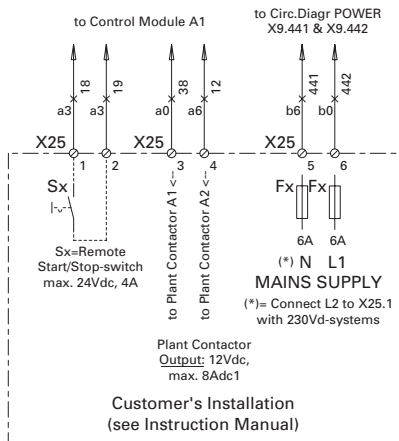 to Control Module A1
to Circ.Diagr POWER
X9.441 & X9.442
18
19
38
12
441
442
a3
a3
a0
a6
b6
b0
X25
X25
X25
1
2
3
4
5
6
Sx
Fx
Fx
6A
6A
Sx=Remote
Start/Stop-switch
max. 24Vdc, 4A
to Plant Contactor A1 <--
to Plant Contactor A2 <--
(*) N L1
MAINS SUPPLY
(*)= Connect L2 to X25.1
with 230Vd-systems
Plant Contactor
Output: 12Vdc,
max. 8Adc1
Customer's Installation
(see Instruction Manual)